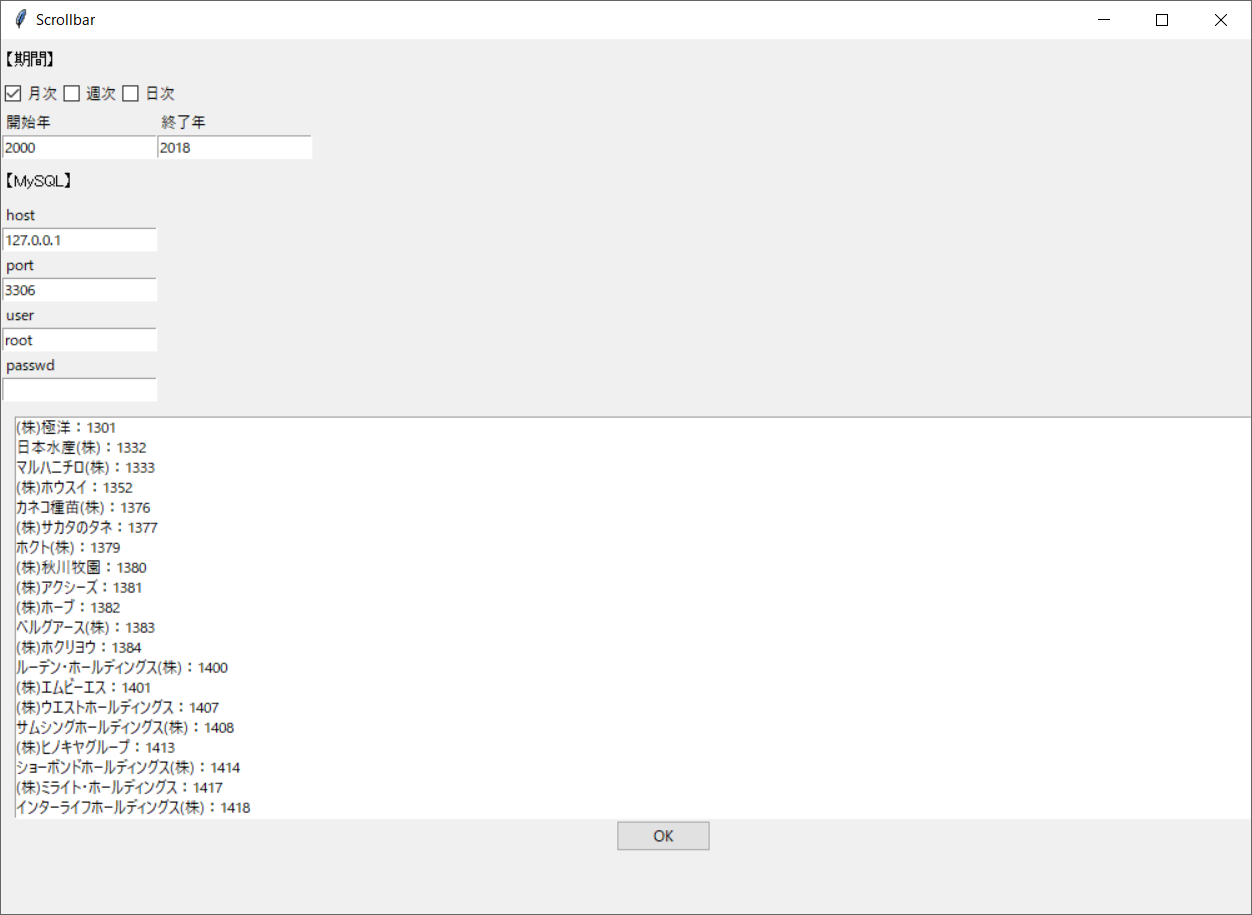 Scrollbar
【期間】
月次 週次 日次
開始年 終了年
2000 2018
【MySQL】
host
127.0.0.1
port
3306
user
root
passwd
(株)極洋：1301
日本水産(株)：1332
マルハニチロ(株)：1333
(株)ホウスイ：1352
カネコ種苗(株)：1376
(株)サカタのタネ：1377
ホクト(株)：1379
(株)秋川牧園：1380
(株)アクシーズ：1381
(株)ホーブ：1382
ベルグアース(株)：1383
(株)ホクリヨウ：1384
ルーデン・ホールディングス(株)：1400
(株)エムビーエス：1401
(株)ウエストホールディングス：1407
サムシングホールディングス(株)：1408
(株)ヒノキヤグループ：1413
ショーボンドホールディングス(株)：1414
(株)ミライト・ホールディングス：1417
インターライフホールディングス(株)：1418
OK